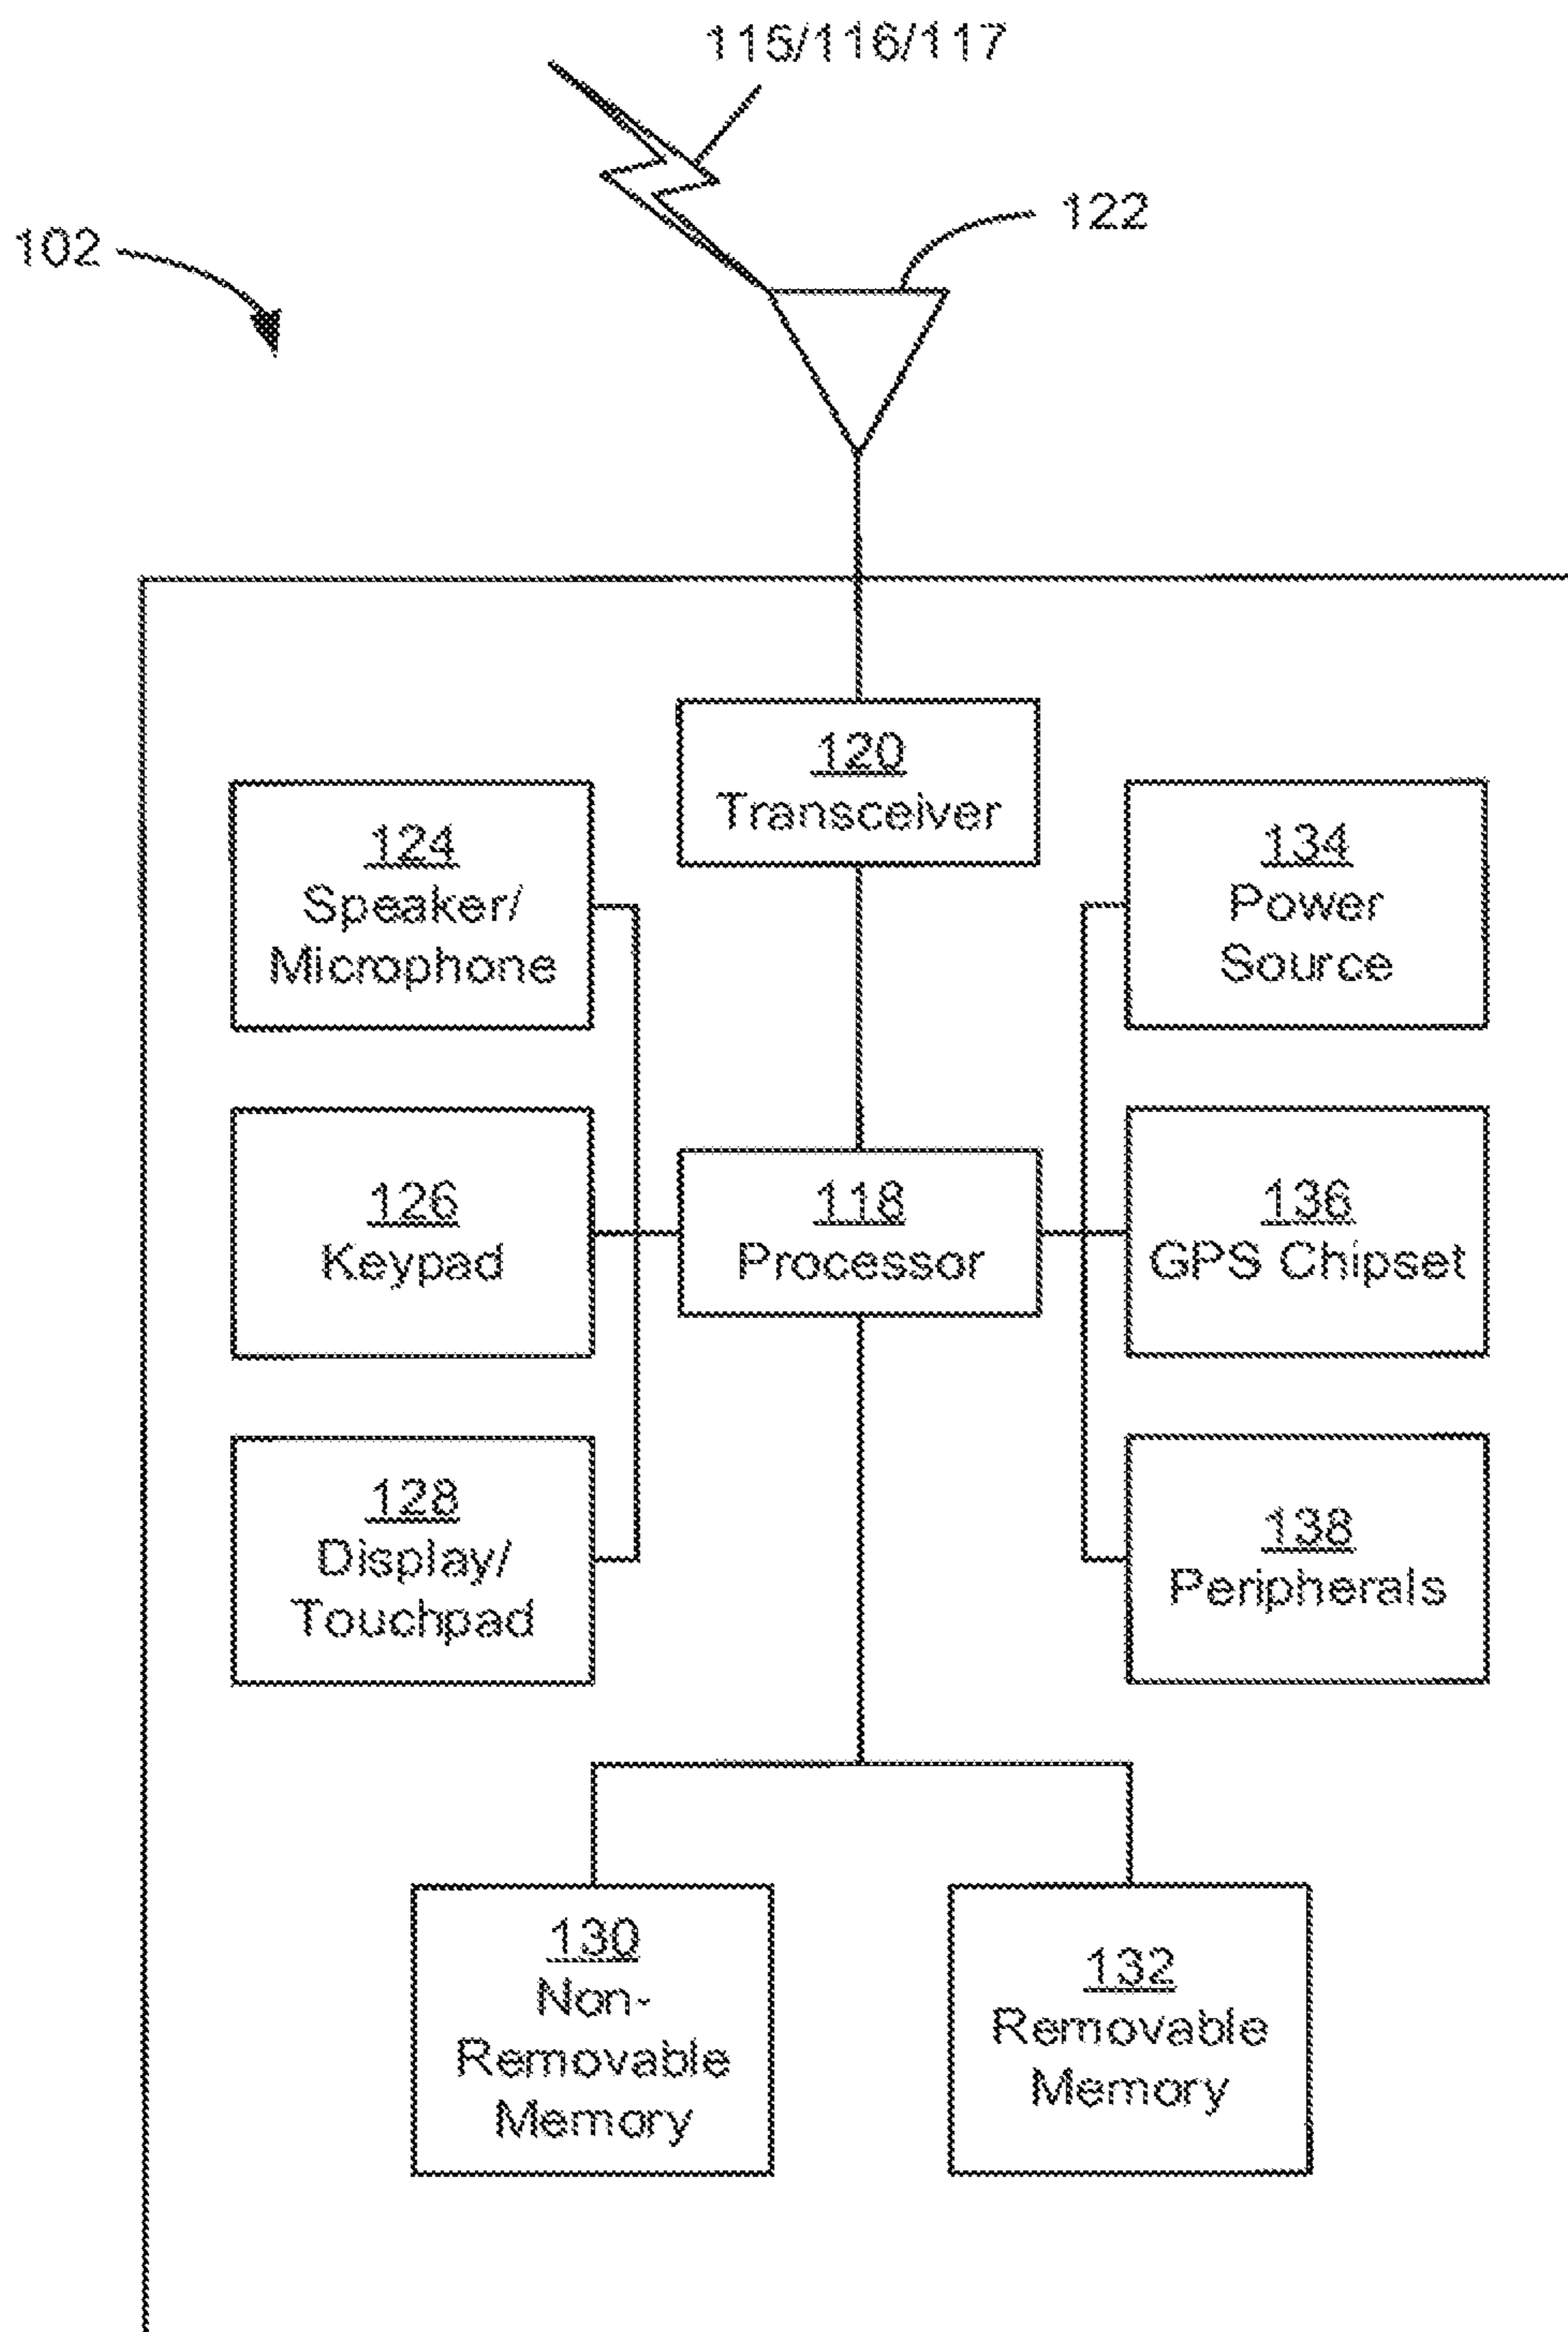 115/116/117
122
102
120
Transceiver
124
Speaker/
Microphone
134
Power
Source
126
Keypad
118
Processor
136
GPS Chipset
128
Display/
Touchpad
138
Peripherals
130
Non-
Removable
Memory
132
Removable
Memory